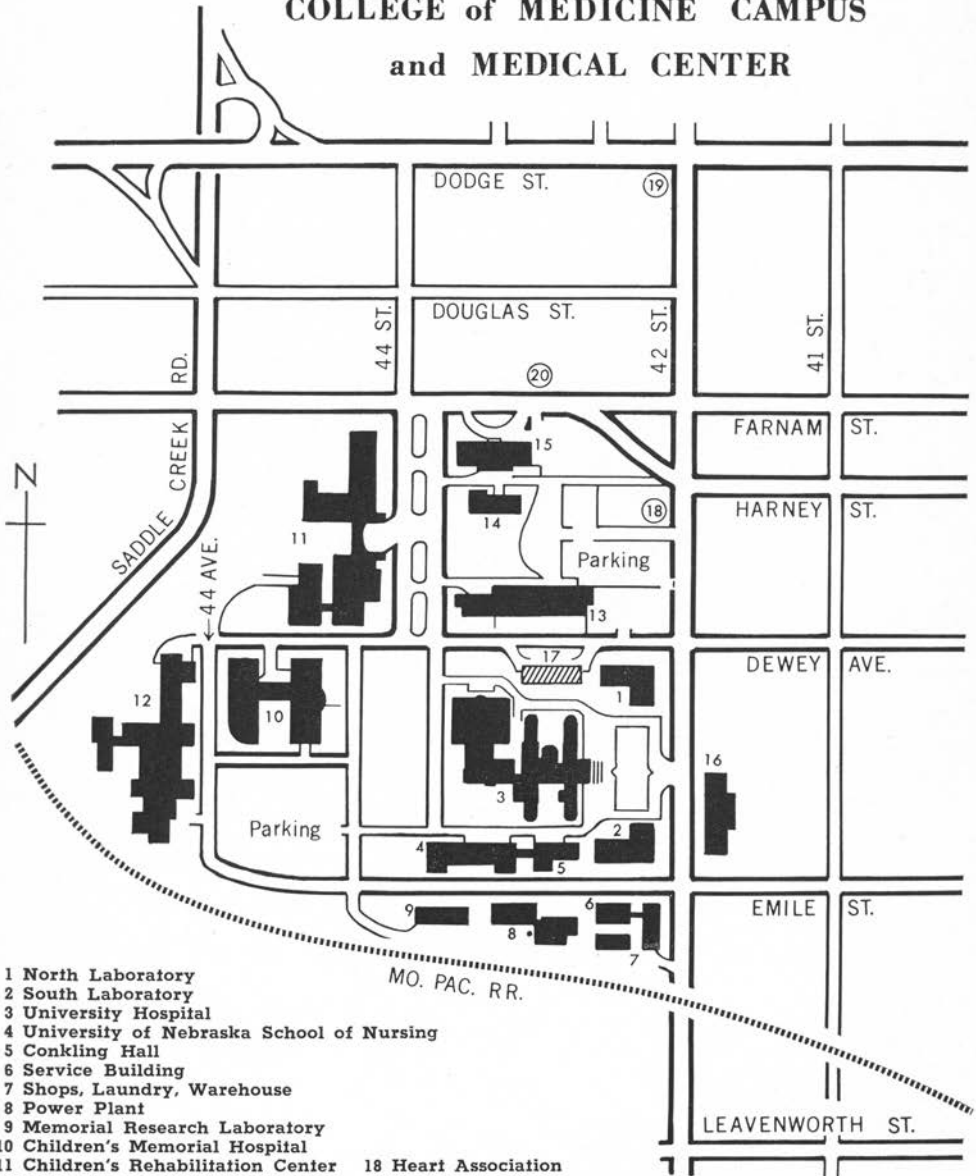 COLLEGE of MEDICINE CAMPUS
and MEDICAL CENTER
DODGE ST.
19
DOUGLAS ST.
44 ST.
42 ST.
41 ST.
RD.
20
CREEK
SADDLE
FARNAM ST.
15
N
HARNEY ST.
14
18
11
Parking
44 AVE.
13
DEWEY AVE.
17
12
1
10
16
3
Parking
2
4
5
EMILE ST.
9
6
8
7
MO. PAC. RR.
LEAVENWORTH ST.
1 North Laboratory
2 South Laboratory
3 University Hospital
4 University of Nebraska School of Nursing
5 Conkling Hall
6 Service Building
7 Shops, Laundry, Warehouse
8 Power Plant
9 Memorial Research Laboratory
10 Children's Memorial Hospital
11 Children's Rehabilitation Center 18 Heart Association